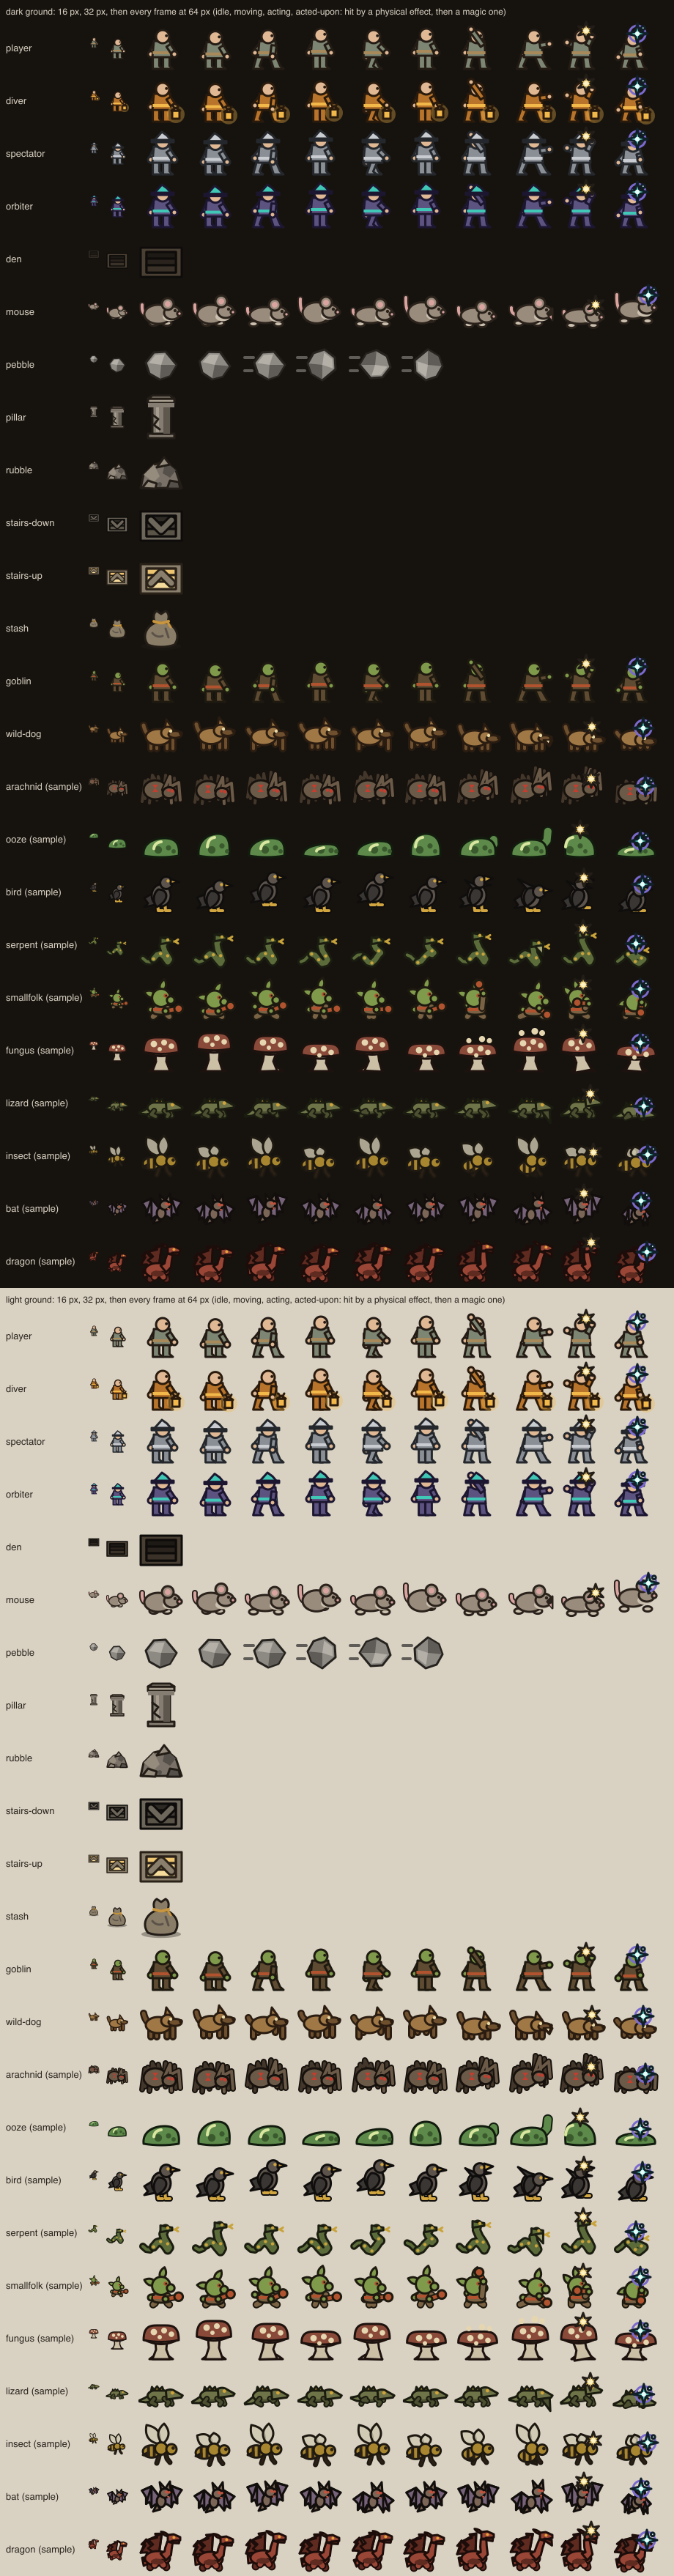 dark ground: 16 px, 32 px, then every frame at 64 px (idle, moving, acting, acted-upon: hit by a physical effect, then a magic one)
player
diver
spectator
orbiter
den
mouse
pebble
pillar
rubble
stairs-down
stairs-up
stash
goblin
wild-dog
arachnid (sample)
ooze (sample)
bird (sample)
serpent (sample)
smallfolk (sample)
fungus (sample)
lizard (sample)
insect (sample)
bat (sample)
dragon (sample)
light ground: 16 px, 32 px, then every frame at 64 px (idle, moving, acting, acted-upon: hit by a physical effect, then a magic one)
player
diver
spectator
orbiter
den
mouse
pebble
pillar
rubble
stairs-down
stairs-up
stash
goblin
wild-dog
arachnid (sample)
ooze (sample)
bird (sample)
serpent (sample)
smallfolk (sample)
fungus (sample)
lizard (sample)
insect (sample)
bat (sample)
dragon (sample)